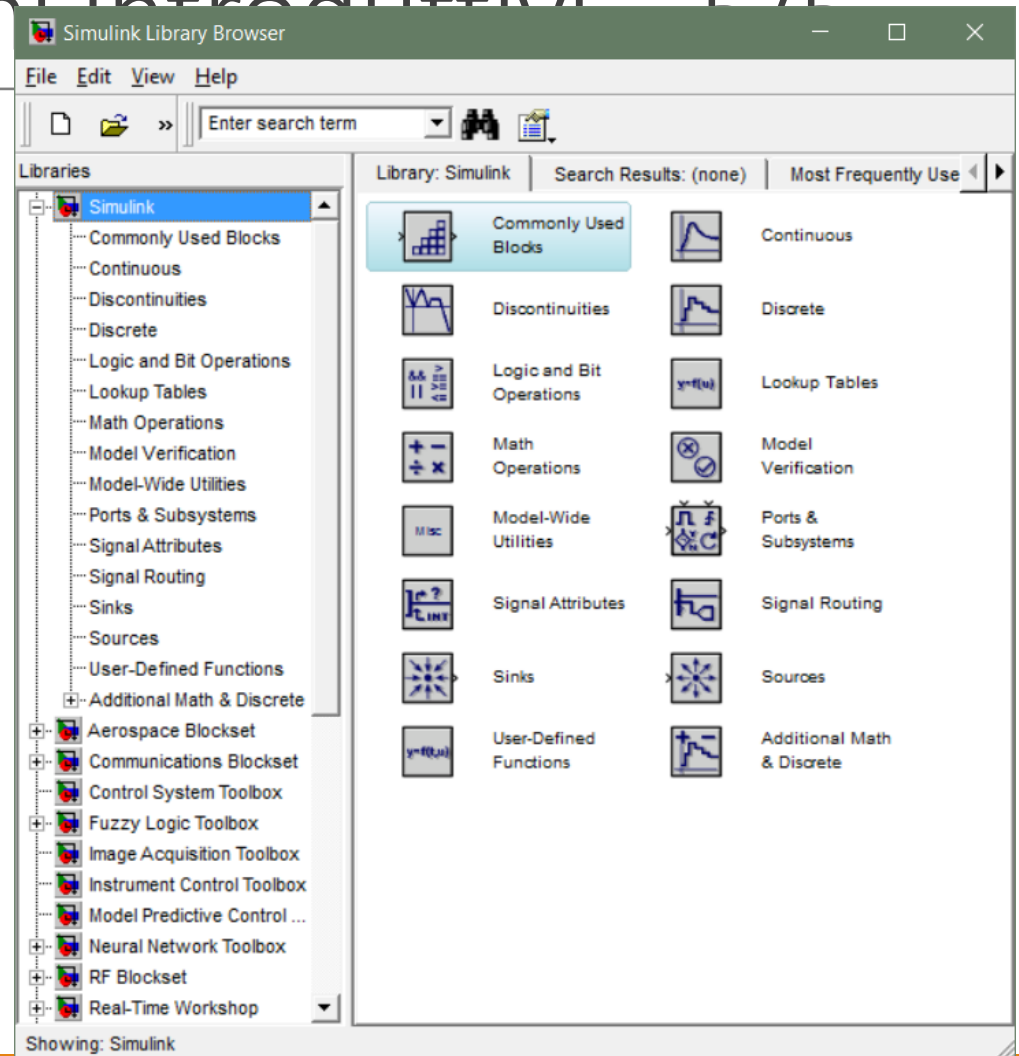 Simulink Library Browser
File Edit View Help
» Enter search term
Libraries
Library: Simulink
Search Results: (none)
Most Frequently Use
Simulink
Commonly Used Blocks
Continuous
Discontinuities
Discrete
Logic and Bit Operations
Lookup Tables
Math Operations
Model Verification
Model-Wide Utilities
Ports & Subsystems
Signal Attributes
Signal Routing
Sinks
Sources
User-Defined Functions
Additional Math & Discrete
Aerospace Blockset
Communications Blockset
Control System Toolbox
Fuzzy Logic Toolbox
Image Acquisition Toolbox
Instrument Control Toolbox
Model Predictive Control ...
Neural Network Toolbox
RF Blockset
Real-Time Workshop
Commonly Used
Blocks
Continuous
Discontinuities
Discrete
&& > ==
|| >= <=
Logic and Bit
Operations
y=f(u)
Lookup Tables
+ −
÷ ×
Math
Operations
Model
Verification
Misc
Model-Wide
Utilities
Ports &
Subsystems
Signal Attributes
Signal Routing
Sinks
Sources
y=f(t,u)
User-Defined
Functions
Additional Math
& Discrete
Showing: Simulink